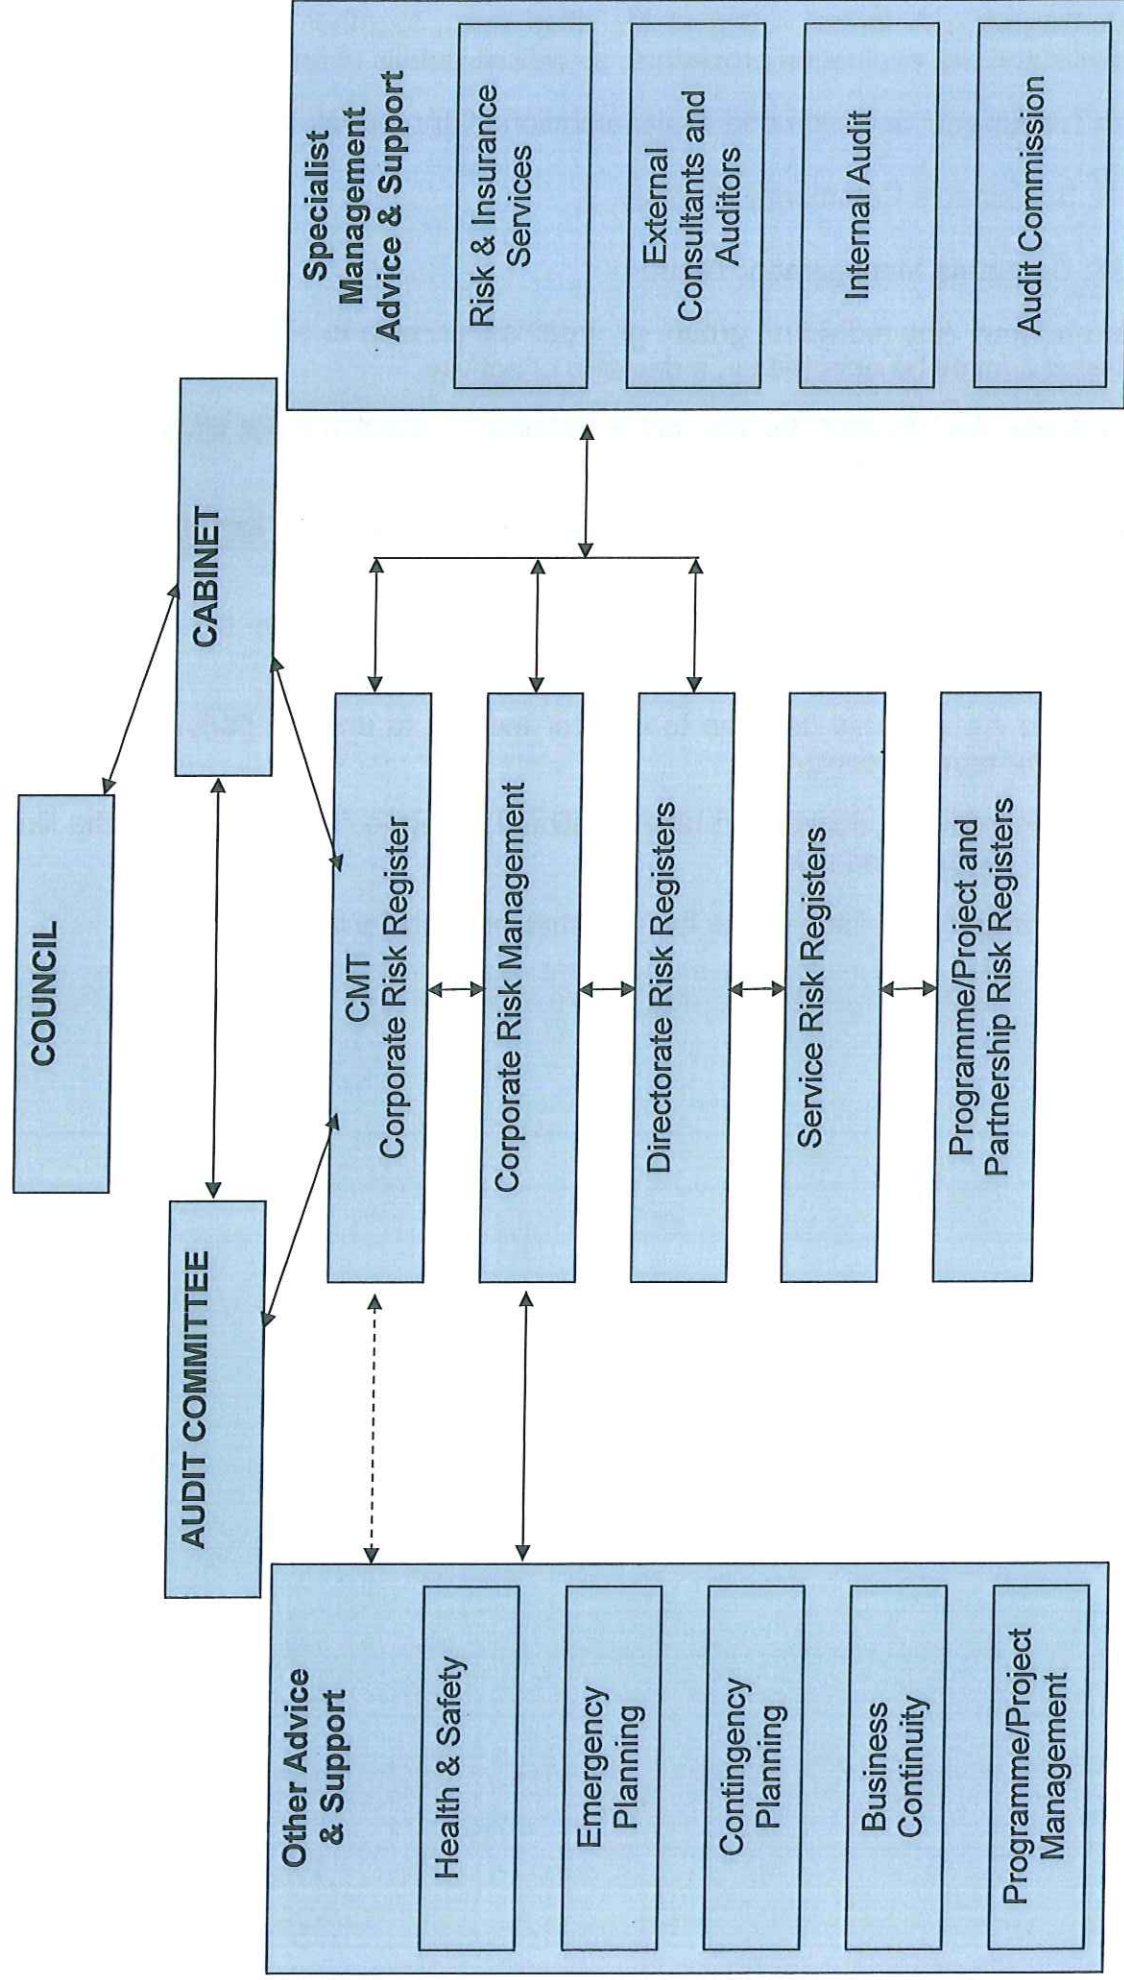 COUNCIL
AUDIT COMMITTEE
CABINET
Other Advice
& Support
Health & Safety
Emergency
Planning
Contingency
Planning
Business
Continuity
Programme/Project
Management
CMT
Corporate Risk Register
Corporate Risk Management
Directorate Risk Registers
Service Risk Registers
Programme/Project and
Partnership Risk Registers
Specialist
Management
Advice & Support
Risk & Insurance
Services
External
Consultants and
Auditors
Internal Audit
Audit Commission